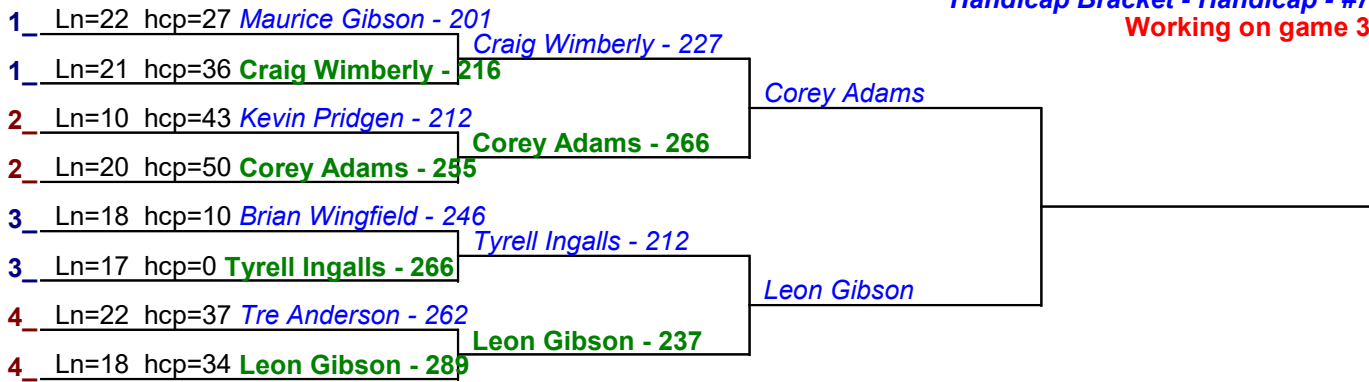 Handicap Bracket - Handicap - #7
Working on game 3
1_ Ln=22 hcp=27 Maurice Gibson - 201
Craig Wimberly - 227
1_ Ln=21 hcp=36 Craig Wimberly - 216
Corey Adams
2_ Ln=10 hcp=43 Kevin Pridgen - 212
Corey Adams - 266
2_ Ln=20 hcp=50 Corey Adams - 255
3_ Ln=18 hcp=10 Brian Wingfield - 246
Tyrell Ingalls - 212
3_ Ln=17 hcp=0 Tyrell Ingalls - 266
Leon Gibson
4_ Ln=22 hcp=37 Tre Anderson - 262
Leon Gibson - 237
4_ Ln=18 hcp=34 Leon Gibson - 289